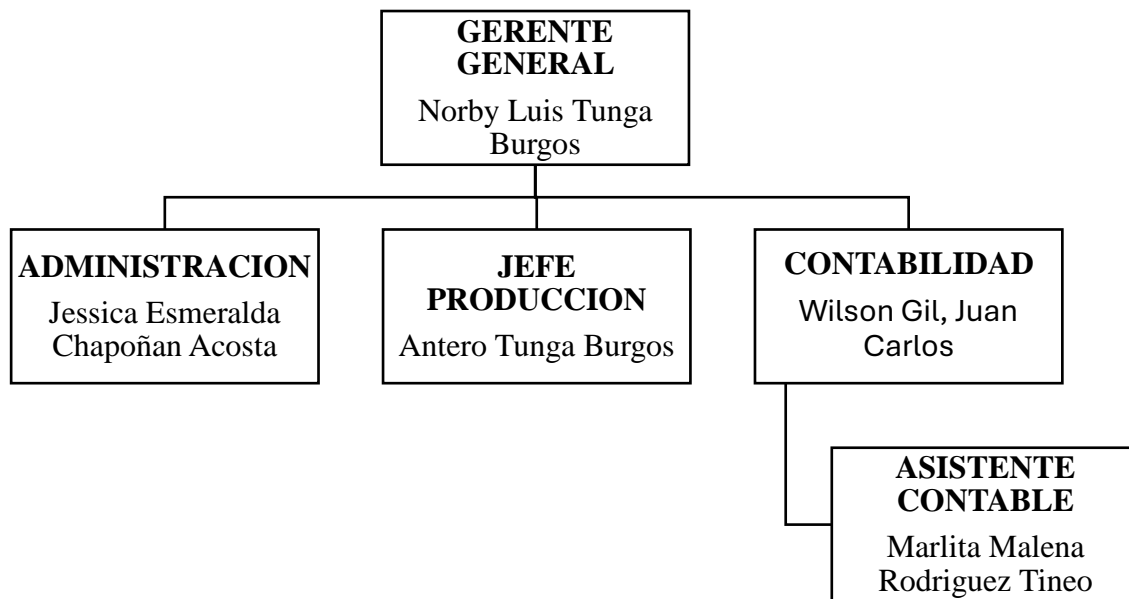 GERENTE
GENERAL
Norby Luis Tunga
Burgos
ADMINISTRACION
Jessica Esmeralda
Chapoñan Acosta
JEFE
PRODUCCION
Antero Tunga Burgos
CONTABILIDAD
Wilson Gil, Juan
Carlos
ASISTENTE
CONTABLE
Marlita Malena
Rodriguez Tineo